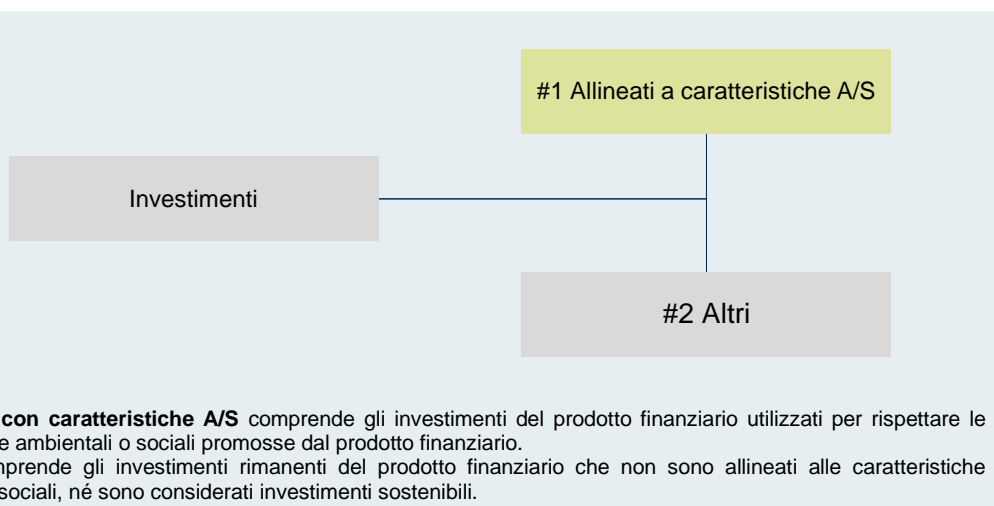 #1 Allineati a caratteristiche A/S
Investimenti
#2 Altri
con caratteristiche A/S comprende gli investimenti del prodotto finanziario utilizzati per rispettare le
e ambientali o sociali promosse dal prodotto finanziario.
prende gli investimenti rimanenti del prodotto finanziario che non sono allineati alle caratteristiche
sociali, né sono considerati investimenti sostenibili.